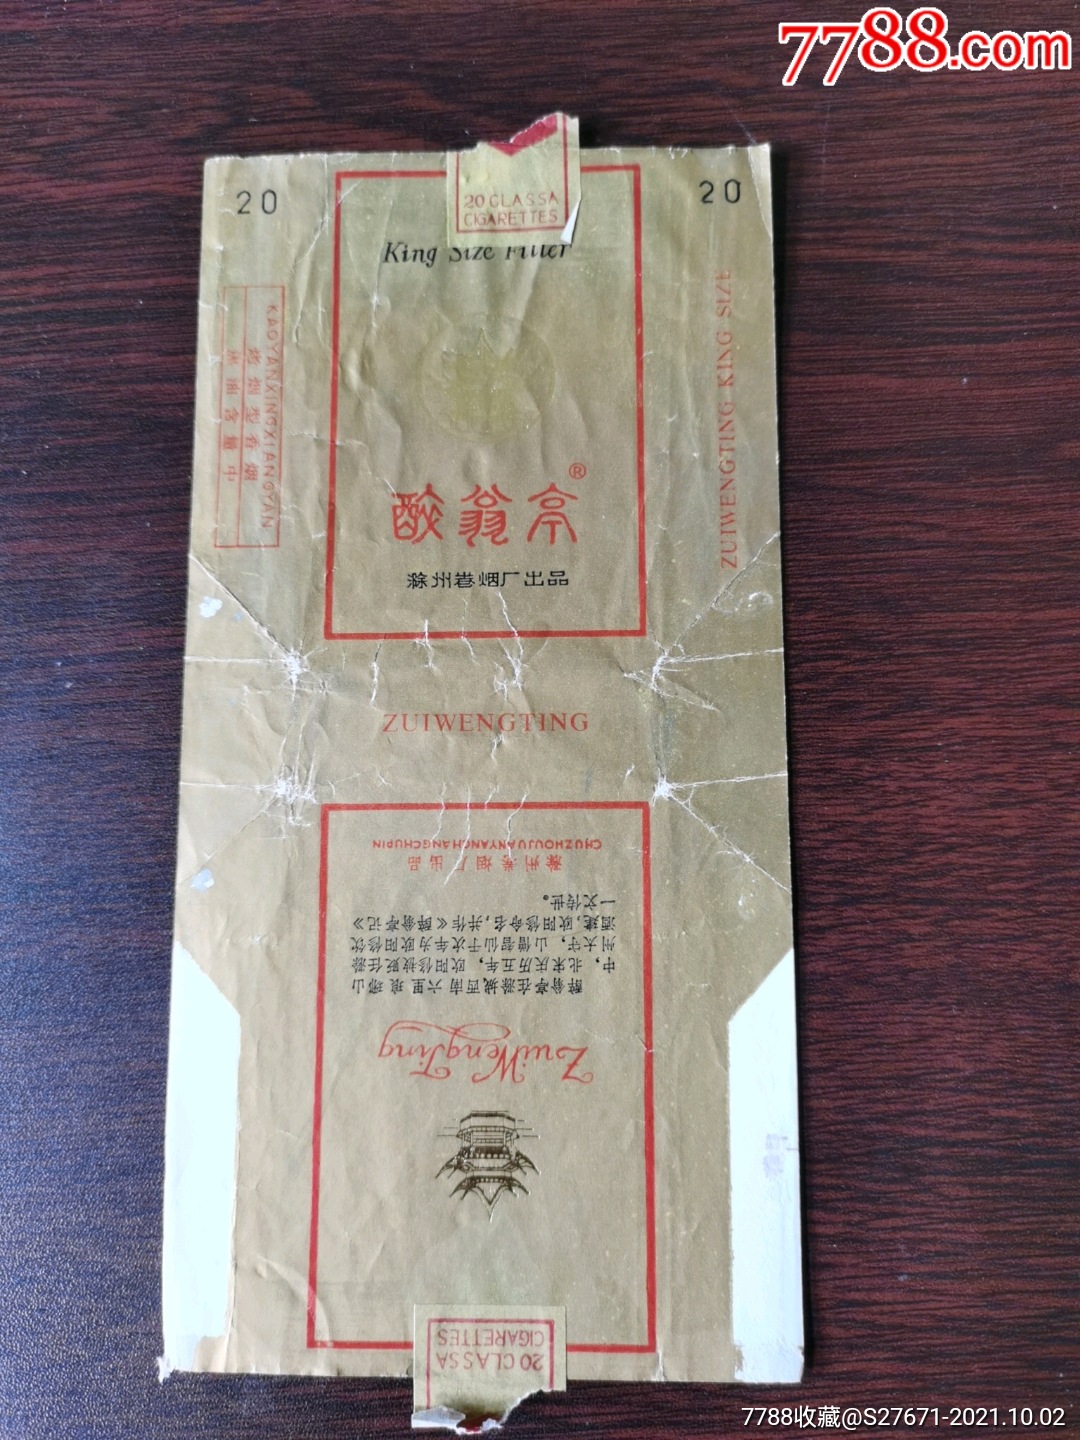 7788.com
20
20
20 CLASSA
CIGARETTES
King Size Filter
KAOYANXINGXIANGYAN
烤烟型香烟
焦油含量中
ZUIWENGTING KING SIZE
醉翁亭®
滁州卷烟厂出品
ZUIWENGTING
CHUZHOUJUANYANCHANGCHUPIN
滁州卷烟厂出品
醉翁亭在滁城西南六里琅琊山
中，北宋庆历五年，欧阳修被贬任滁
州太守，山僧智仙于次年为欧阳修饮
酒建，欧阳修命名，并作《醉翁亭记》
一文传世。
ZuiWengTing
20 CLASSA
CIGARETTES
7788收藏@S27671-2021.10.02